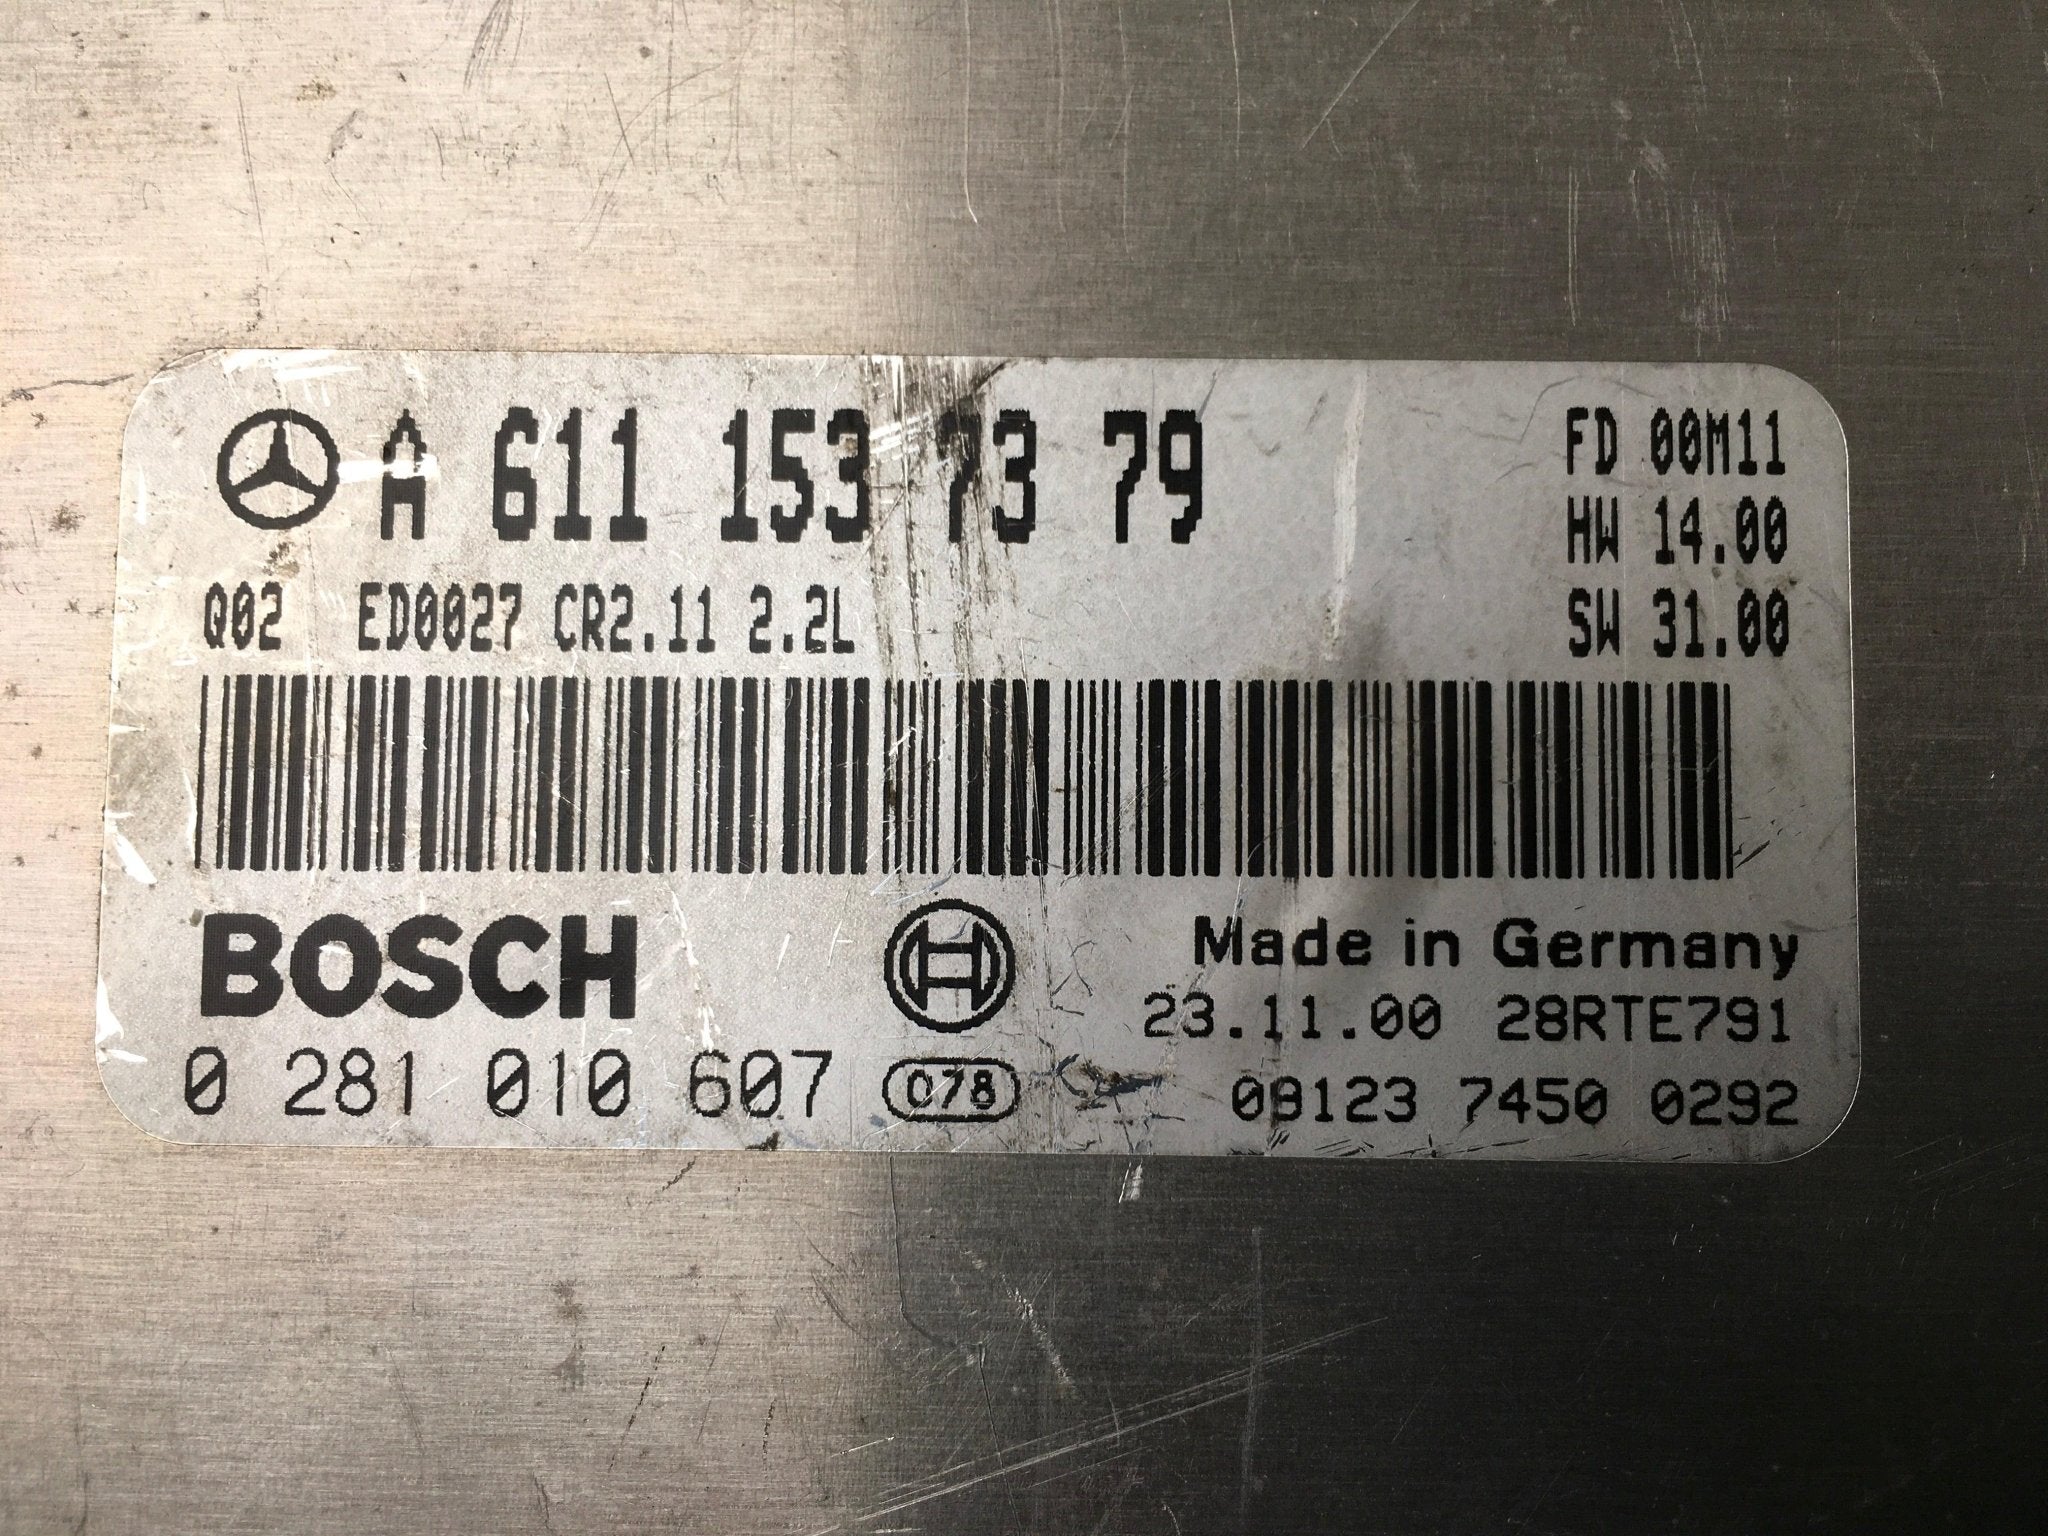 A 611 153 73 79
FD 00M11
HW 14.00
SW 31.00
Q02 ED0027 CR2.11 2.2L
BOSCH
Made in Germany
23.11.00 28RTE791
0 281 010 607
078
09123 7450 0292